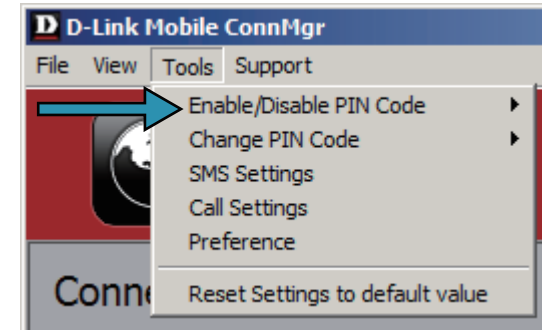 D D-Link Mobile ConnMgr
File View Tools Support
Enable/Disable PIN Code
Change PIN Code
SMS Settings
Call Settings
Preference
Reset Settings to default value
Conne